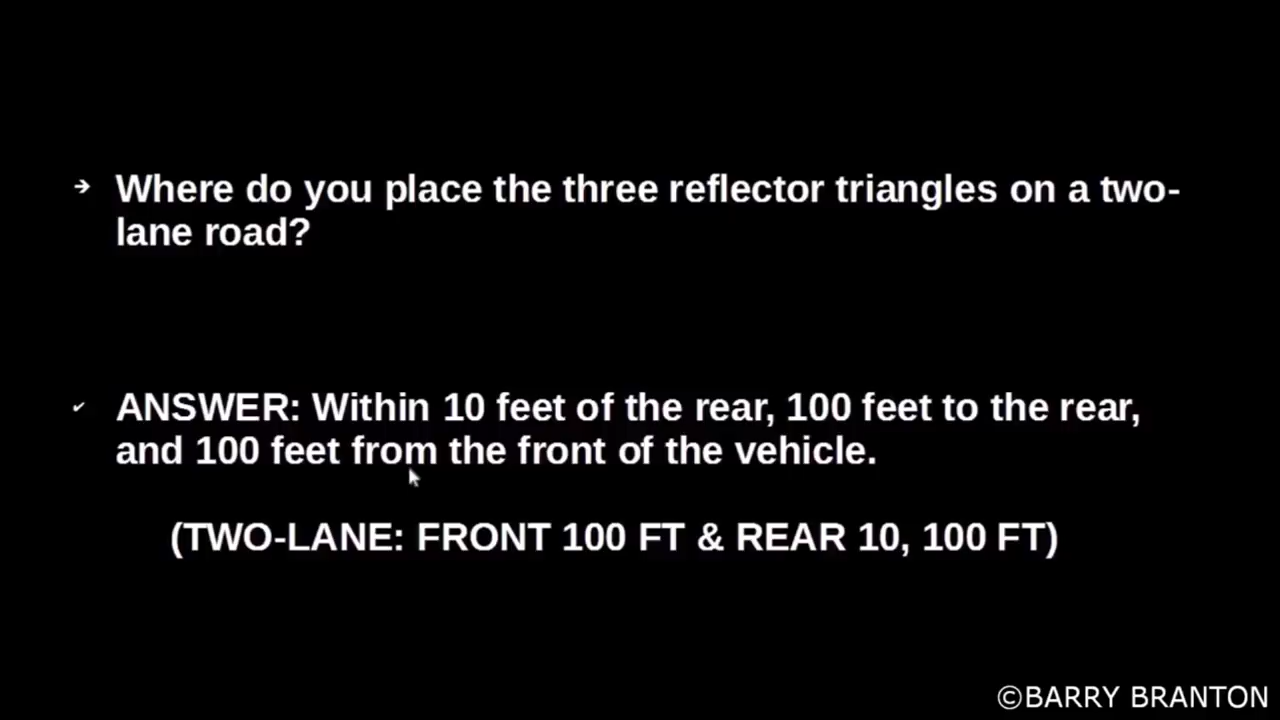 Where do you place the three reflector triangles on a two-
lane road?
ANSWER: Within 10 feet of the rear, 100 feet to the rear,
and 100 feet from the front of the vehicle.
(TWO-LANE: FRONT 100 FT & REAR 10, 100 FT)
©BARRY BRANTON